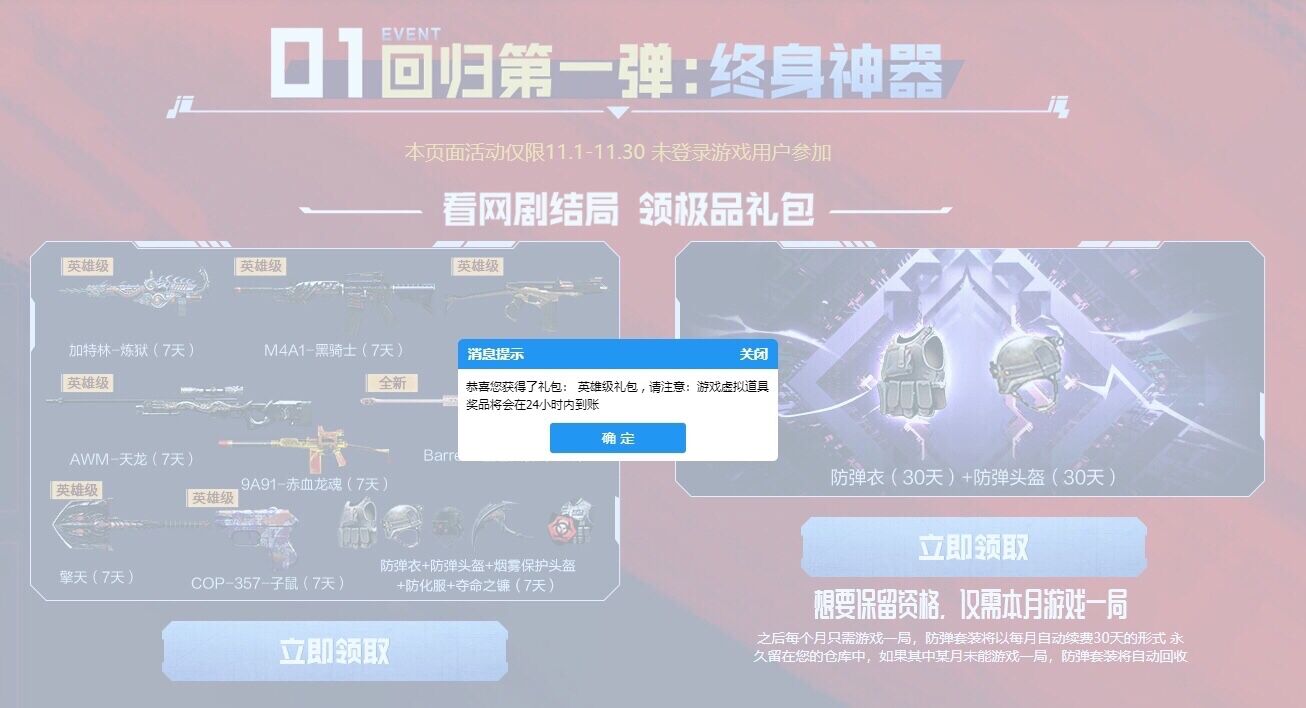 01
EVENT
回归第一弹:终身神器
本页面活动仅限11.1-11.30 未登录游戏用户参加
看网剧结局 领极品礼包
英雄级
英雄级
英雄级
加特林-炼狱（7天）
M4A1-黑骑士（7天）
英雄级
全新
AWM-天龙（7天）
Barre
9A91-赤血龙魂（7天）
英雄级
英雄级
擎天（7天）
COP-357-子鼠（7天）
防弹衣+防弹头盔+烟雾保护头盔
+防化服+夺命之镰（7天）
立即领取
消息提示
关闭
恭喜您获得了礼包： 英雄级礼包，请注意：游戏虚拟道具
奖品将会在24小时内到账
确 定
防弹衣（30天）+防弹头盔（30天）
立即领取
想要保留资格，仅需本月游戏一局
之后每个月只需游戏一局，防弹套装将以每月自动续费30天的形式 永
久留在您的仓库中，如果其中某月未能游戏一局，防弹套装将自动回收